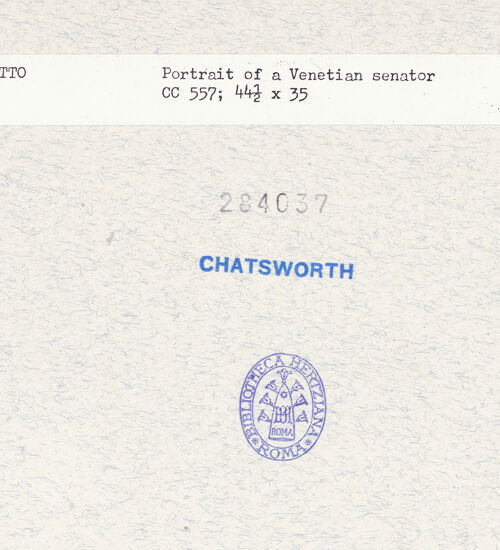 TTO Portrait of a Venetian senator
CC 557; 44½ x 35
284037
CHATSWORTH
BIBLIOTHECA HERTZIANA
ROMA
ROMA